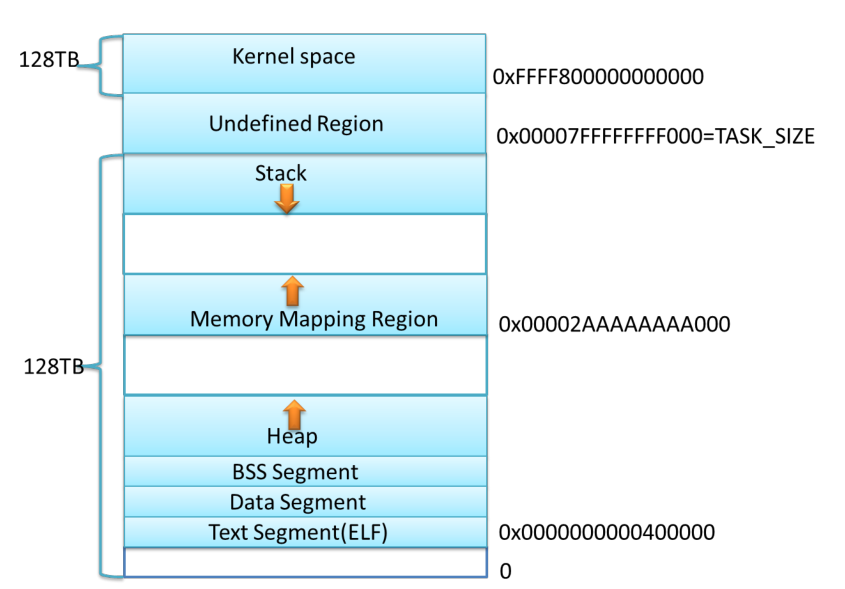 128TB
Kernel space
0xFFFF800000000000
Undefined Region
0x00007FFFFFFFF000=TASK_SIZE
Stack
Memory Mapping Region
0x00002AAAAAAAA000
128TB
Heap
BSS Segment
Data Segment
Text Segment(ELF)
0x0000000000400000
0